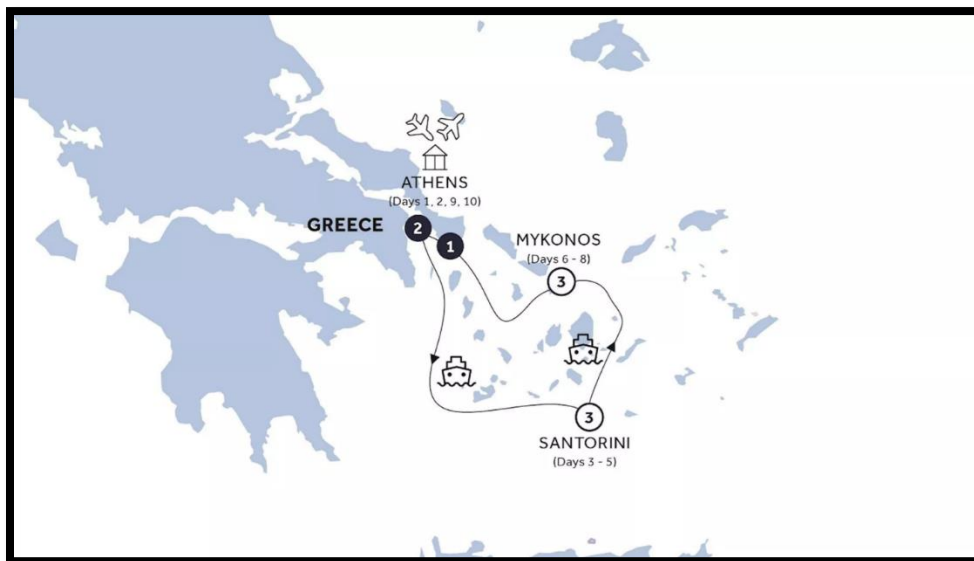 ATHENS
(Days 1, 2, 9, 10)
GREECE
2
1
MYKONOS
(Days 6 - 8)
3
3
SANTORINI
(Days 3 - 5)